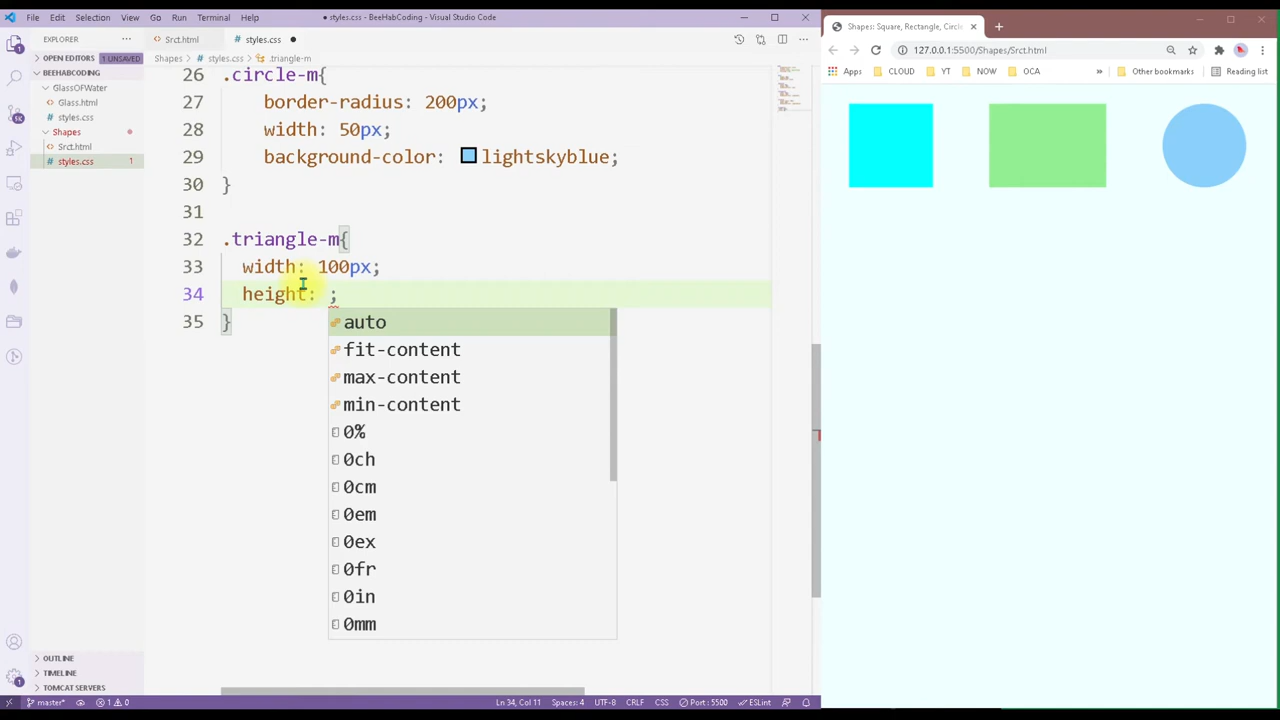 File Edit Selection View Go Run Terminal Help
● styles.css - BeeHabCoding - Visual Studio Code
EXPLORER
OPEN EDITORS 1 UNSAVED
BEEHABCODING
GlassOfWater
Glass.html
styles.css
Shapes
Srct.html
styles.css 1
OUTLINE
TIMELINE
TOMCAT SERVERS
Srct.html
styles.css
Shapes > styles.css > .triangle-m
26 .circle-m{
27 border-radius: 200px;
28 width: 50px;
29 background-color: lightskyblue;
30 }
31
32 .triangle-m{
33 width: 100px;
34 height: ;
35 }
auto
fit-content
max-content
min-content
0%
0ch
0cm
0em
0ex
0fr
0in
0mm
master* 1 0
Ln 34, Col 11 Spaces: 4 UTF-8 CRLF CSS Port : 5500 ESLint
Shapes: Square, Rectangle, Circle
127.0.0.1:5500/Shapes/Srct.html
Apps CLOUD YT NOW OCA » Other bookmarks Reading list